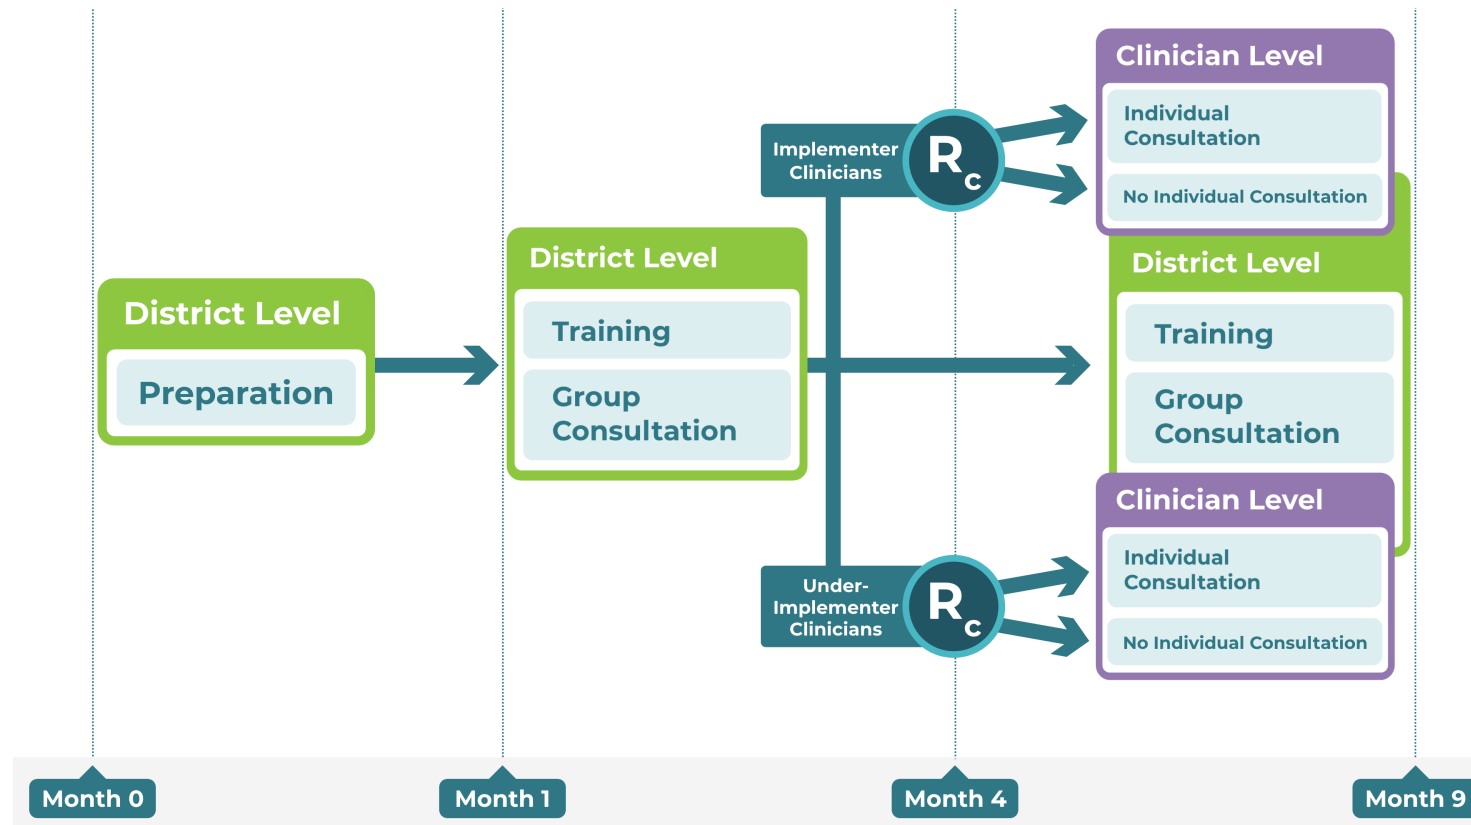 District Level
Preparation
District Level
Training
Group
Consultation
Implementer
Clinicians
Rc
Under-
Implementer
Clinicians
Rc
Clinician Level
Individual
Consultation
No Individual Consultation
District Level
Training
Group
Consultation
Clinician Level
Individual
Consultation
No Individual Consultation
Month 0
Month 1
Month 4
Month 9